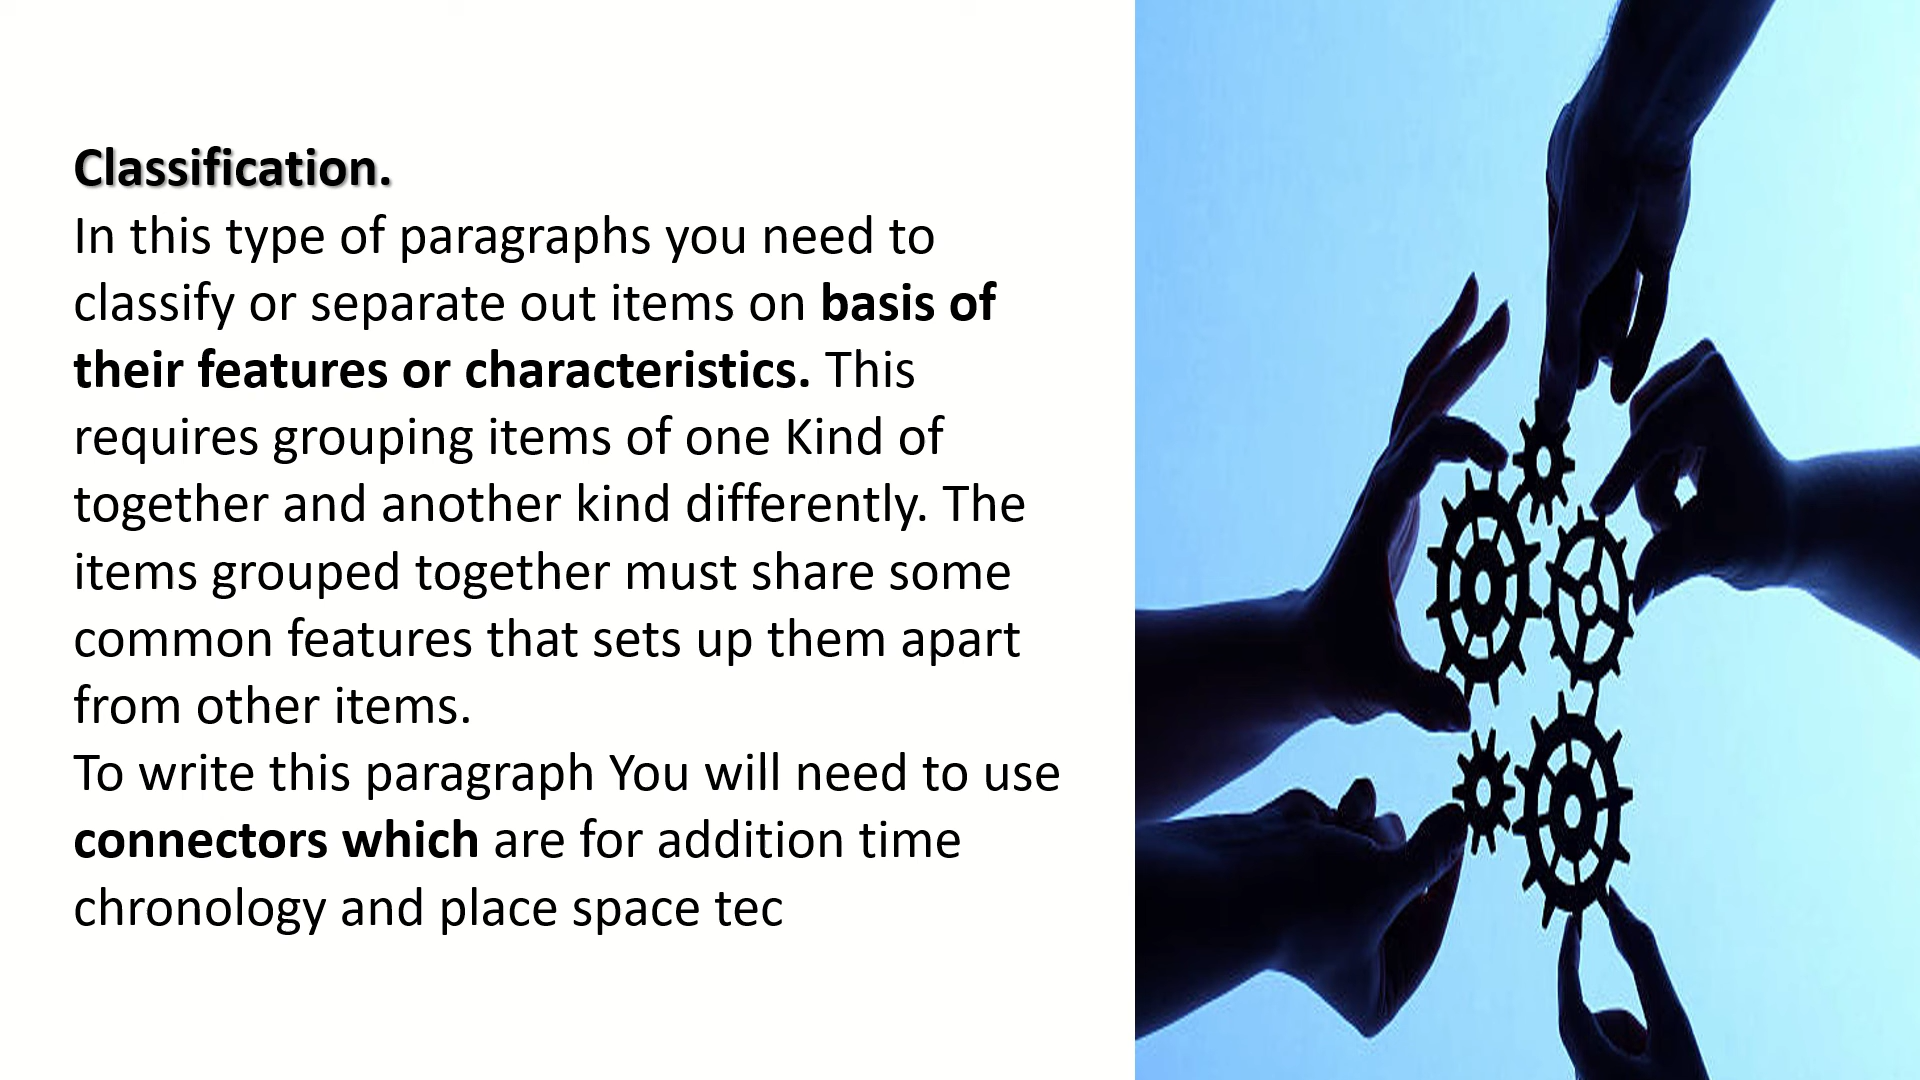 Classification.
In this type of paragraphs you need to
classify or separate out items on basis of
their features or characteristics. This
requires grouping items of one Kind of
together and another kind differently. The
items grouped together must share some
common features that sets up them apart
from other items.
To write this paragraph You will need to use
connectors which are for addition time
chronology and place space tec